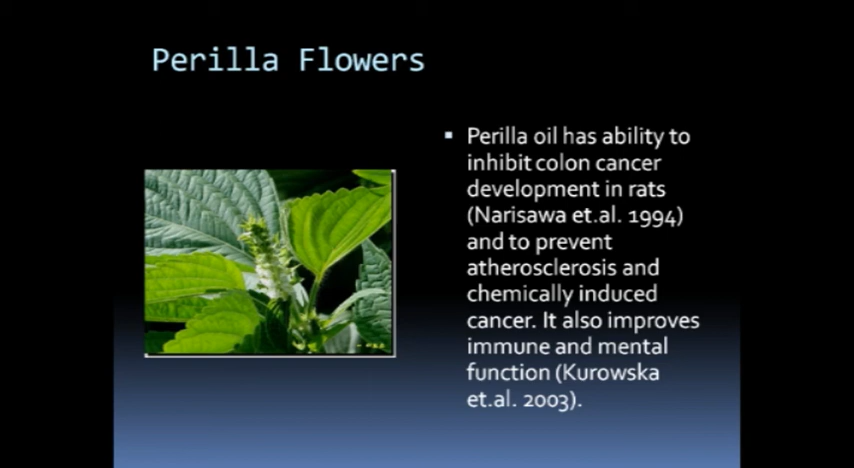 Perilla Flowers
▪ Perilla oil has ability to
inhibit colon cancer
development in rats
(Narisawa et.al. 1994)
and to prevent
atherosclerosis and
chemically induced
cancer. It also improves
immune and mental
function (Kurowska
et.al. 2003).